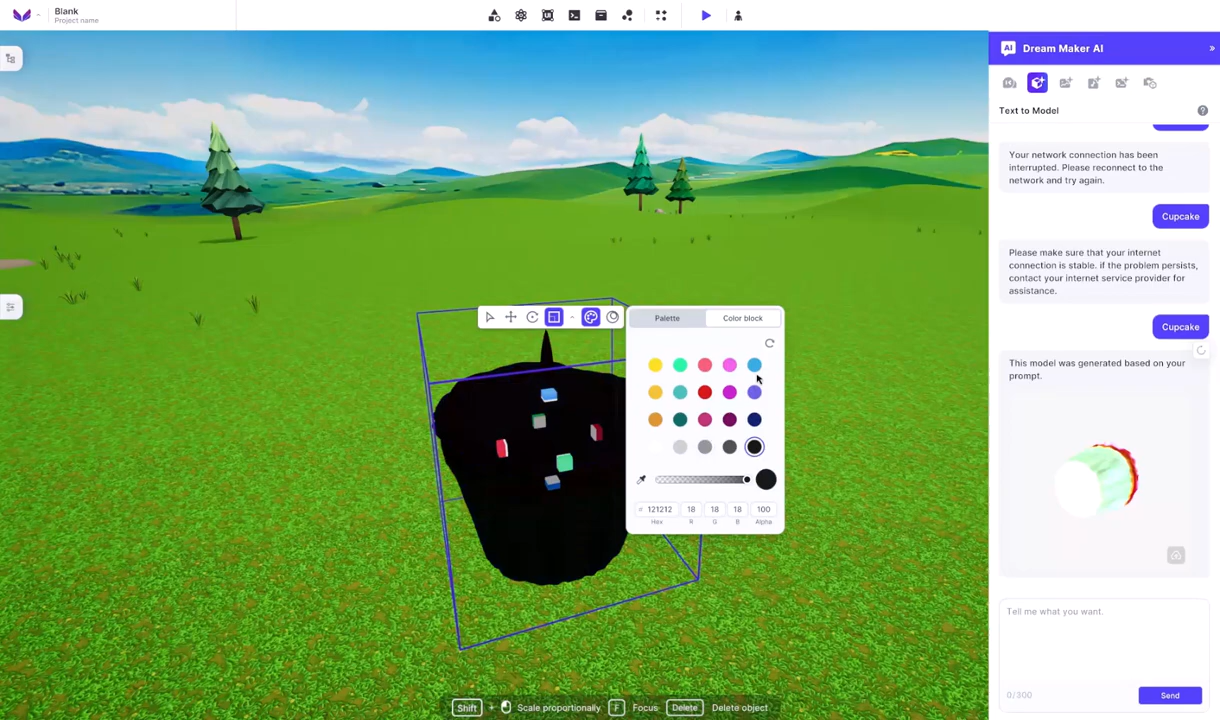 Blank
Project name
AI Dream Maker AI »
Text to Model ?
Your network connection has been
interrupted. Please reconnect to the
network and try again.
Cupcake
Please make sure that your internet
connection is stable. if the problem persists,
contact your internet service provider for
assistance.
Cupcake
This model was generated based on your
prompt.
Palette Color block
# 121212 18 18 18 100
Hex R G B Alpha
Tell me what you want.
0/300 Send
Shift + Scale proportionally F Focus Delete Delete object